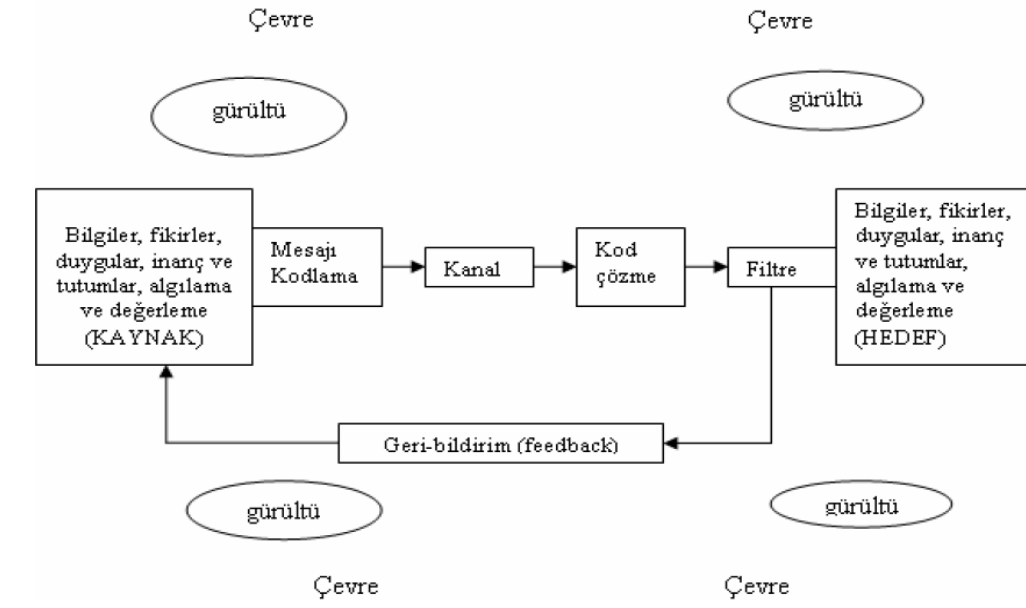 Çevre
Çevre
gürültü
gürültü
Bilgiler, fikirler,
duygular, inanç ve
tutumlar, algılama
ve değerleme
(KAYNAK)
Mesajı
Kodlama
Kanal
Kod
çözme
Filtre
Bilgiler, fikirler,
duygular, inanç
ve tutumlar,
algılama ve
değerleme
(HEDEF)
Geri-bildirim (feedback)
gürültü
gürültü
Çevre
Çevre